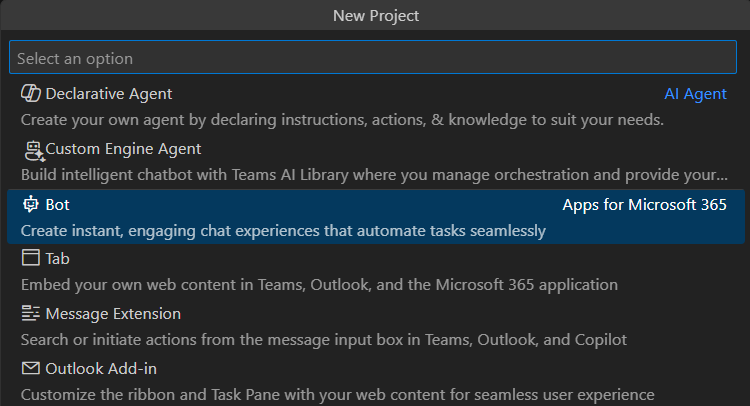 New Project
Select an option
Declarative Agent AI Agent
Create your own agent by declaring instructions, actions, & knowledge to suit your needs.
Custom Engine Agent
Build intelligent chatbot with Teams AI Library where you manage orchestration and provide your...
Bot Apps for Microsoft 365
Create instant, engaging chat experiences that automate tasks seamlessly
Tab
Embed your own web content in Teams, Outlook, and the Microsoft 365 application
Message Extension
Search or initiate actions from the message input box in Teams, Outlook, and Copilot
Outlook Add-in
Customize the ribbon and Task Pane with your web content for seamless user experience